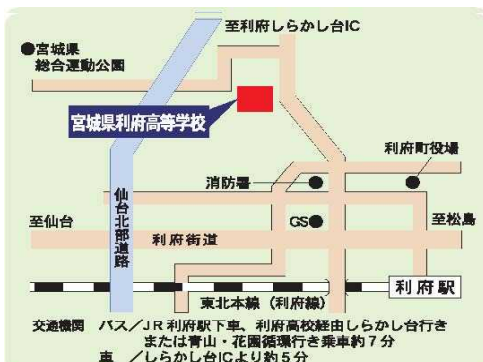 至利府しらかし台IC
●宮城県
総合運動公園
宮城県利府高等学校
利府町役場
消防署
仙台北部道路
GS
至仙台
至松島
利府街道
利府駅
東北本線（利府線）
交通機関　バス／JR利府駅下車、利府高校経由しらかし台行き
または青山・花園循環行き乗車約7分
車　／しらかし台ICより約5分